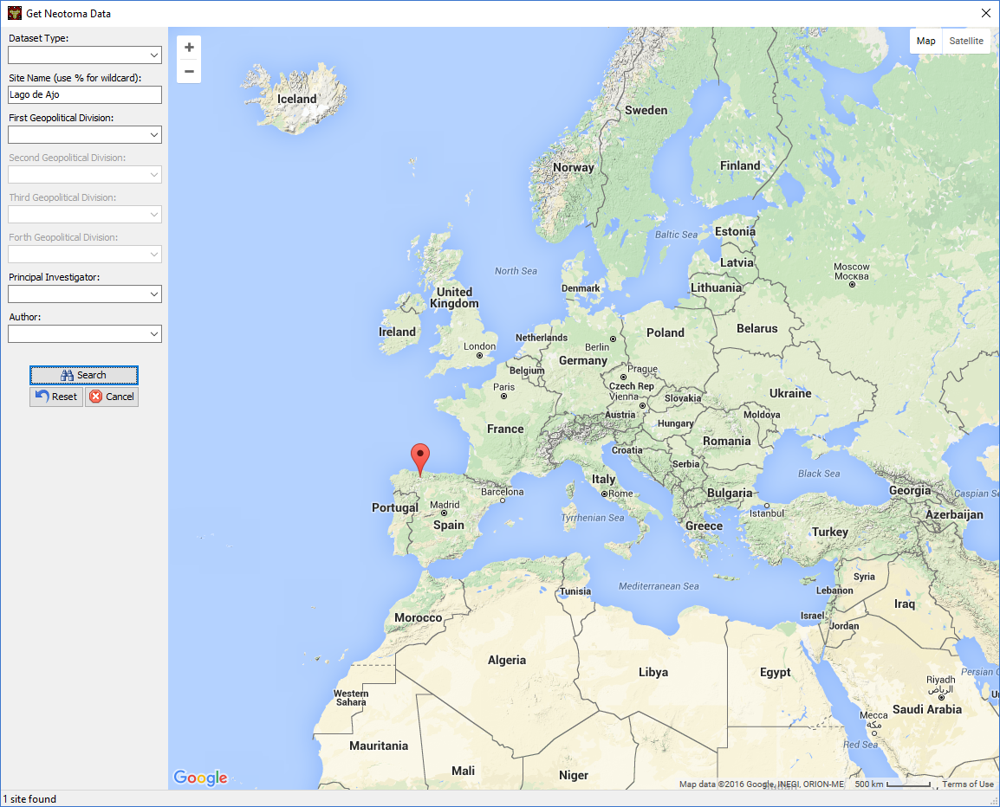 Get Neotoma Data
Dataset Type:
Site Name (use % for wildcard):
Lago de Ajo
First Geopolitical Division:
Second Geopolitical Division:
Third Geopolitical Division:
Forth Geopolitical Division:
Principal Investigator:
Author:
Search
Reset
Cancel
+
−
Map
Satellite
Iceland
Sweden
Norway
Finland
Baltic Sea
Estonia
North Sea
Latvia
Moscow
Москва
Denmark
Lithuania
United
Kingdom
Ireland
Netherlands
Berlin
Poland
Belarus
London
Germany
Belgium
Prague
Paris
Czech Rep
Vienna
Slovakia
Ukraine
Austria
Moldova
France
Hungary
Romania
Croatia
Serbia
Italy
Black Sea
Rome
Bulgaria
Georgia
Caspian Se
Barcelona
Portugal
Madrid
Spain
Tyrrhenian Sea
Istanbul
Azerbaijan
Greece
Turkey
Syria
Tunisia
Mediterranean Sea
Lebanon
Iraq
Morocco
Israel
Jordan
Algeria
Libya
Egypt
Persian G
Riyadh
الرياض
Western
Sahara
Mecca
مكة
Saudi Arabia
Red Sea
Mauritania
Mali
Niger
Google
Map data ©2016 Google, INEGI, ORION-ME
500 km
Terms of Use
1 site found